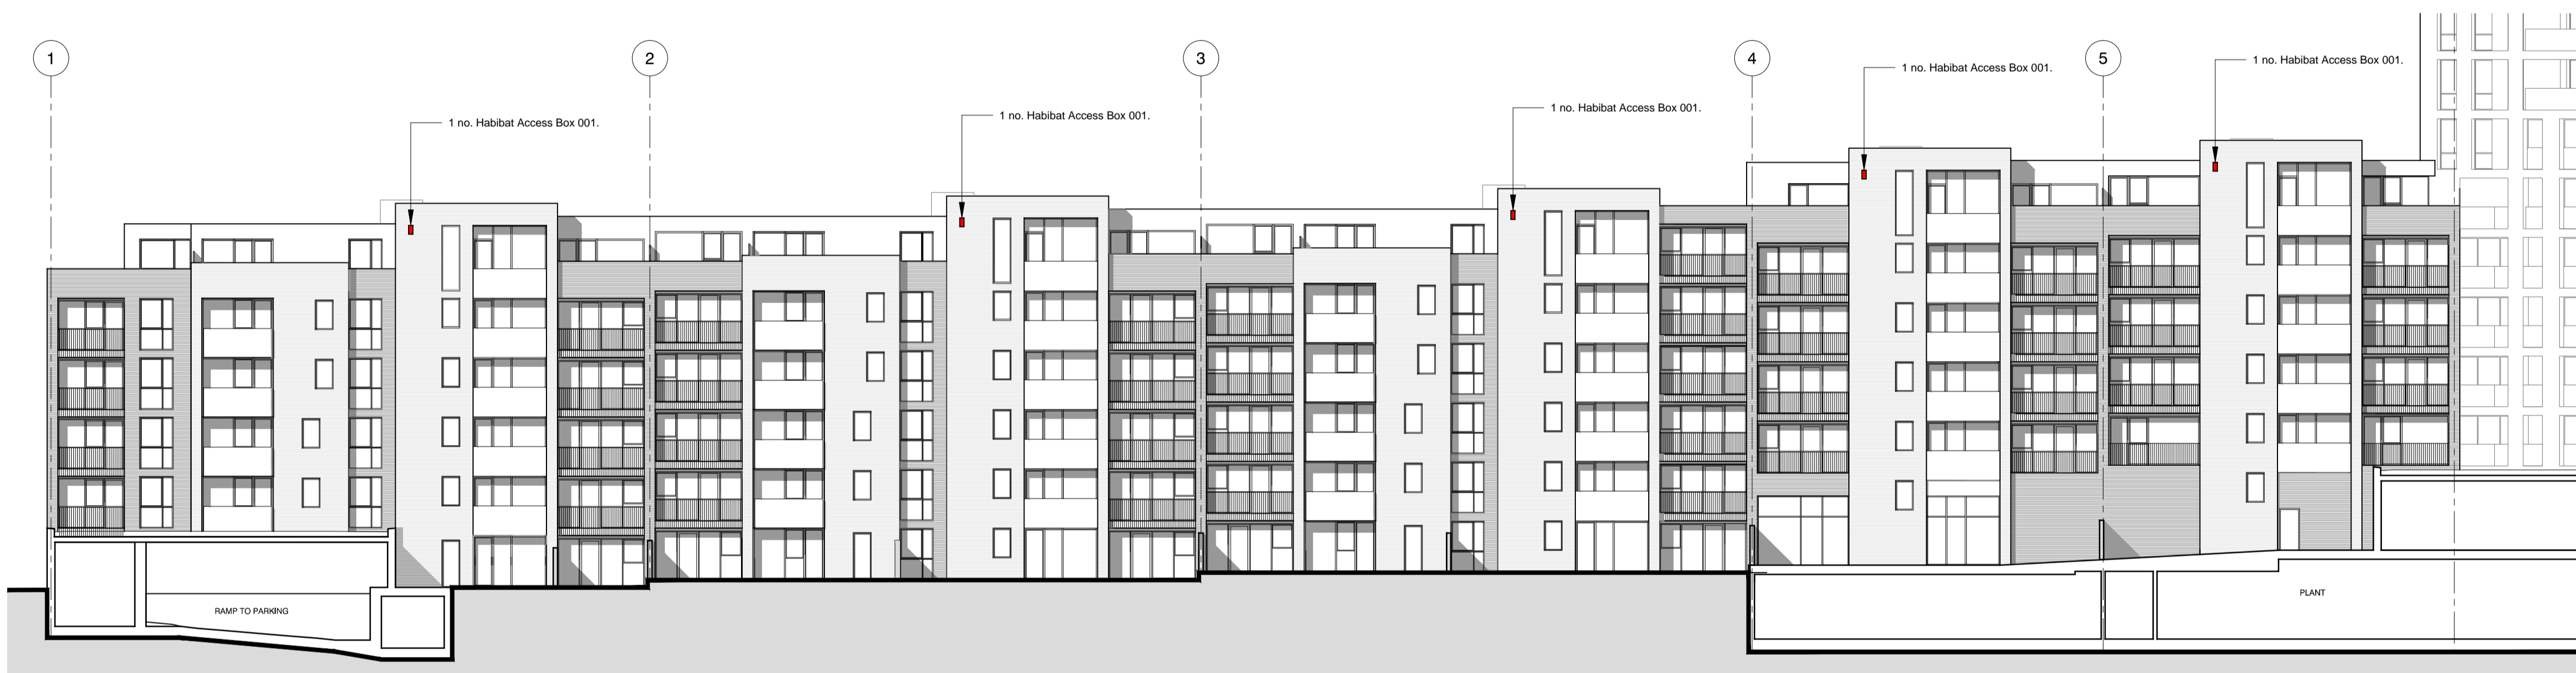 1
2
3
4
5
1 no. Habibat Access Box 001.
1 no. Habibat Access Box 001.
1 no. Habibat Access Box 001.
1 no. Habibat Access Box 001.
1 no. Habibat Access Box 001.
RAMP TO PARKING
PLANT